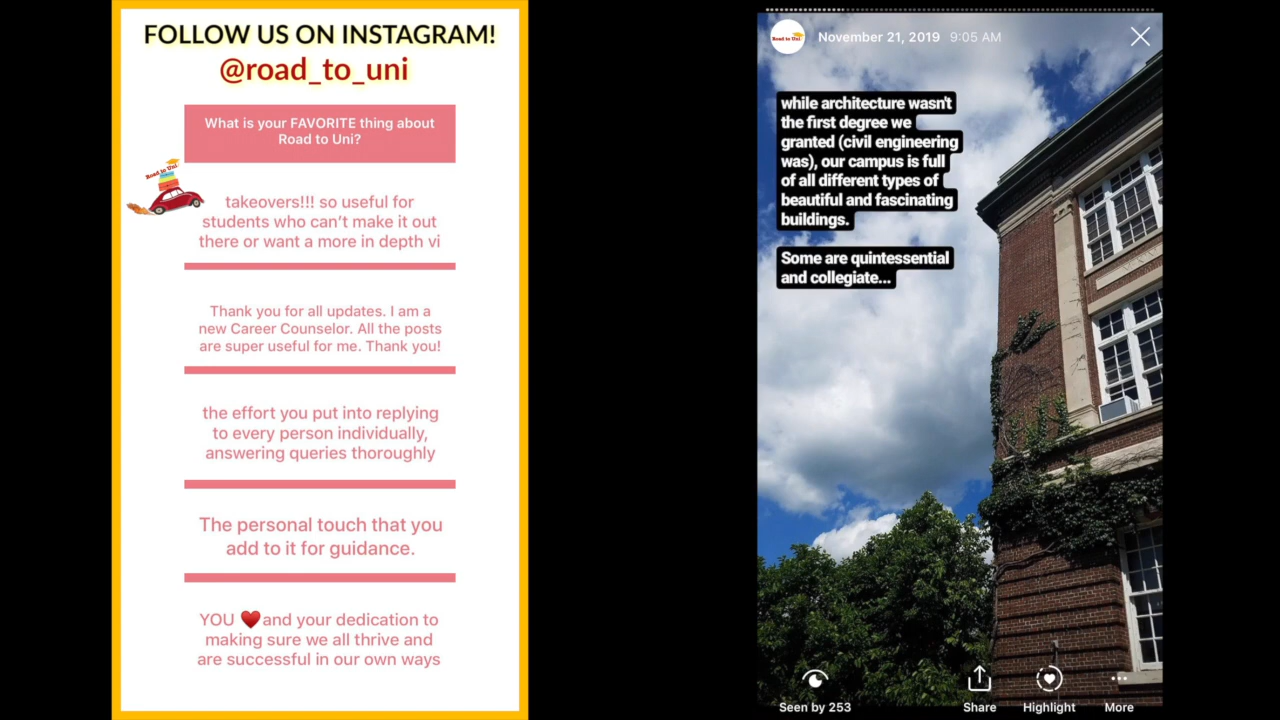 FOLLOW US ON INSTAGRAM!
@road_to_uni
What is your FAVORITE thing about
Road to Uni?
Road to Uni
takeovers!!! so useful for
students who can't make it out
there or want a more in depth vi
Thank you for all updates. I am a
new Career Counselor. All the posts
are super useful for me. Thank you!
the effort you put into replying
to every person individually,
answering queries thoroughly
The personal touch that you
add to it for guidance.
YOU ♥️and your dedication to
making sure we all thrive and
are successful in our own ways
Road to Uni
November 21, 2019 9:05 AM
while architecture wasn't
the first degree we
granted (civil engineering
was), our campus is full
of all different types of
beautiful and fascinating
buildings.
Some are quintessential
and collegiate...
Seen by 253
Share
Highlight
More